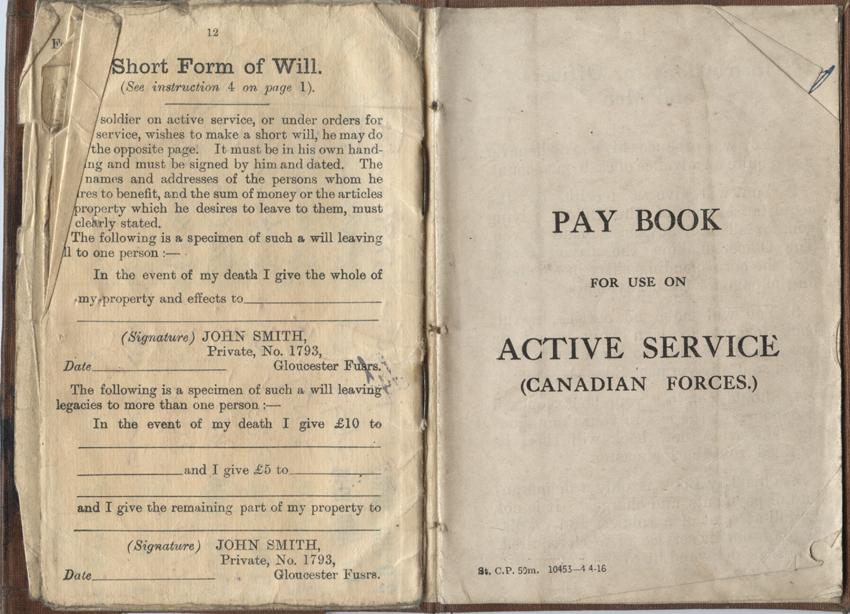 12
Short Form of Will.
(See instruction 4 on page 1).
soldier on active service, or under orders for
service, wishes to make a short will, he may do
the opposite page. It must be in his own hand-
ng and must be signed by him and dated. The
names and addresses of the persons whom he
res to benefit, and the sum of money or the articles
property which he desires to leave to them, must
clearly stated.
The following is a specimen of such a will leaving
ll to one person :—
In the event of my death I give the whole of
my property and effects to
(Signature) JOHN SMITH,
Private, No. 1793,
Date Gloucester Fusrs.
The following is a specimen of such a will leaving
legacies to more than one person :—
In the event of my death I give £10 to
and I give £5 to
and I give the remaining part of my property to
(Signature) JOHN SMITH,
Private, No. 1793,
Date Gloucester Fusrs.
PAY BOOK
FOR USE ON
ACTIVE SERVICE
(CANADIAN FORCES.)
St. C.P. 50m. 10453—4 4-16